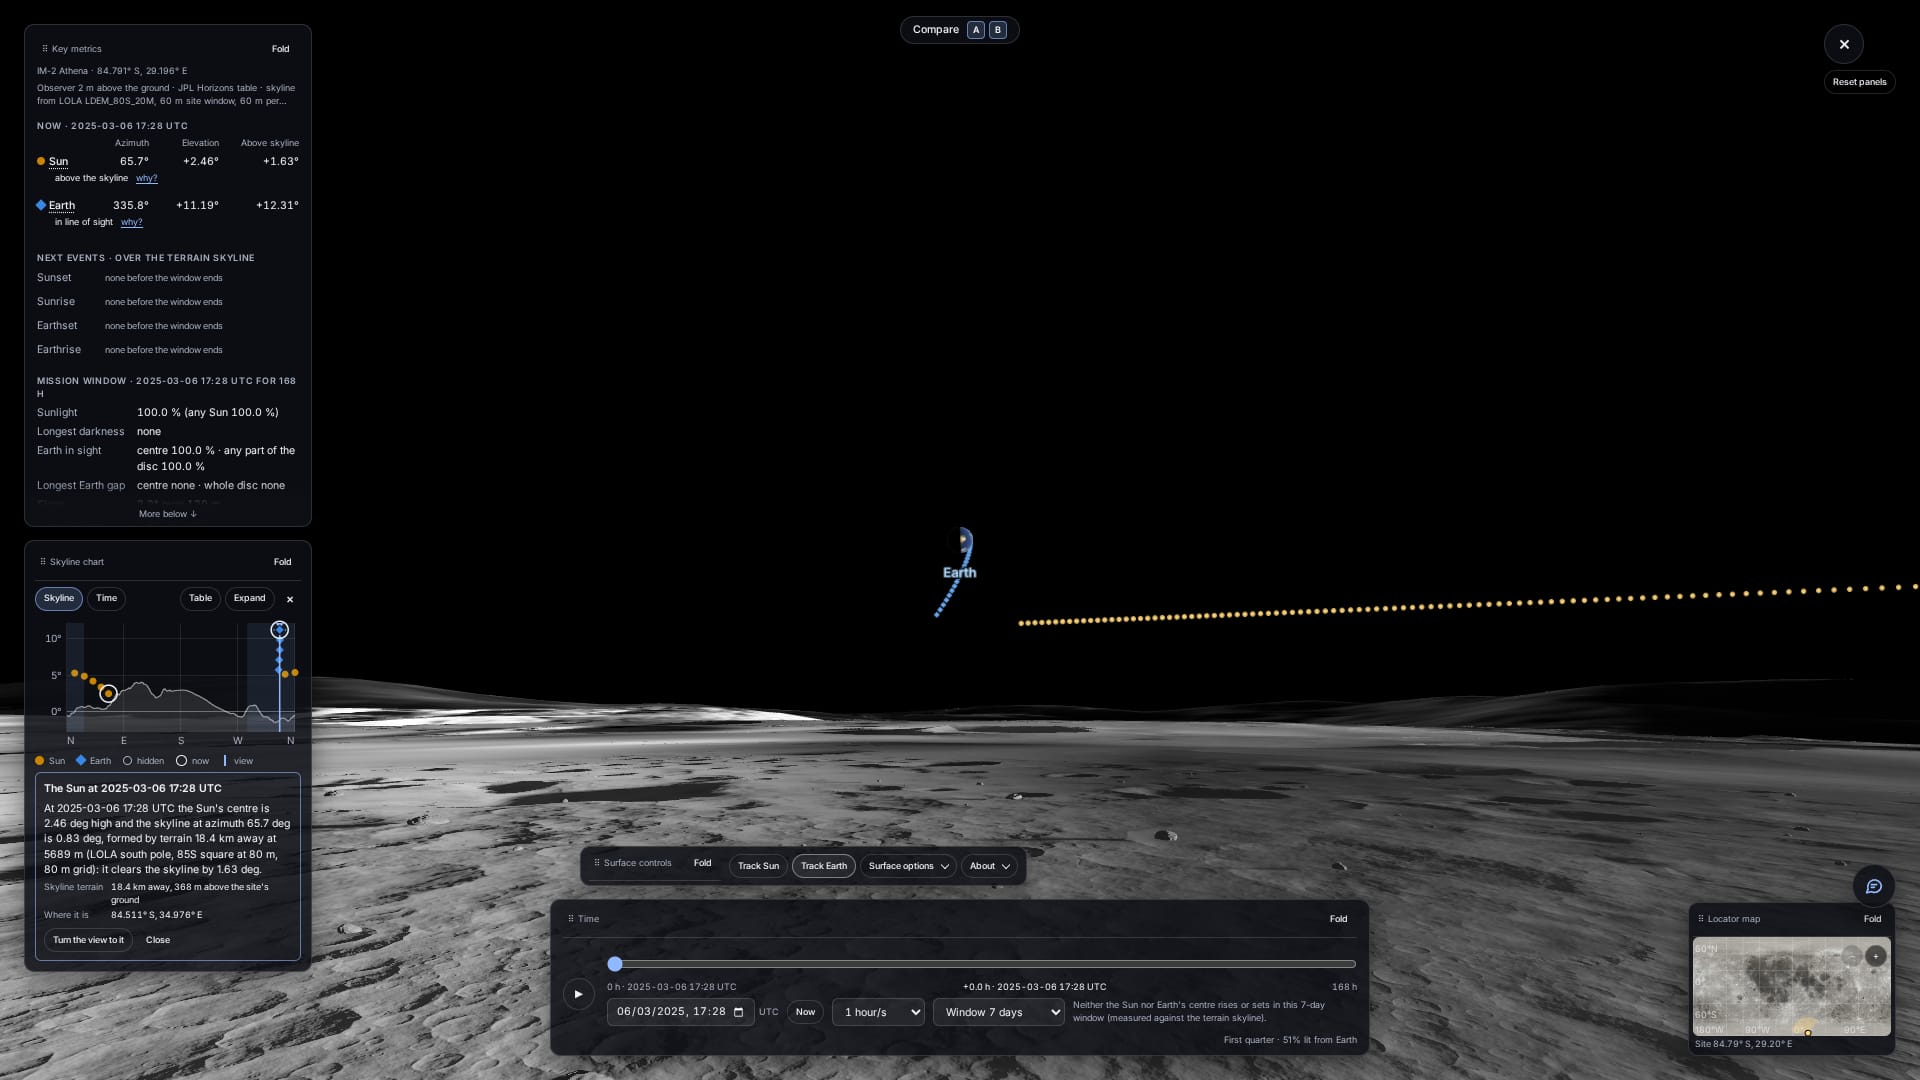 Compare A B
Reset panels
Key metrics Fold
IM-2 Athena · 84.791° S, 29.196° E
Observer 2 m above the ground · JPL Horizons table · skyline
from LOLA LDEM_80S_20M, 60 m site window, 60 m per…
NOW · 2025-03-06 17:28 UTC
Azimuth Elevation Above skyline
Sun 65.7° +2.46° +1.63°
above the skyline why?
Earth 335.8° +11.19° +12.31°
in line of sight why?
NEXT EVENTS · OVER THE TERRAIN SKYLINE
Sunset none before the window ends
Sunrise none before the window ends
Earthset none before the window ends
Earthrise none before the window ends
MISSION WINDOW · 2025-03-06 17:28 UTC FOR 168
H
Sunlight 100.0 % (any Sun 100.0 %)
Longest darkness none
Earth in sight centre 100.0 % · any part of the
disc 100.0 %
Longest Earth gap centre none · whole disc none
More below ↓
Skyline chart Fold
Skyline Time Table Expand ×
10°
5°
0°
N E S W N
Sun Earth hidden now view
The Sun at 2025-03-06 17:28 UTC
At 2025-03-06 17:28 UTC the Sun's centre is
2.46 deg high and the skyline at azimuth 65.7 deg
is 0.83 deg, formed by terrain 18.4 km away at
5689 m (LOLA south pole, 85S square at 80 m,
80 m grid): it clears the skyline by 1.63 deg.
Skyline terrain 18.4 km away, 368 m above the site's
ground
Where it is 84.511° S, 34.976° E
Turn the view to it Close
Earth
Surface controls Fold Track Sun Track Earth Surface options About
Time Fold
0 h · 2025-03-06 17:28 UTC +0.0 h · 2025-03-06 17:28 UTC 168 h
06/03/2025, 17:28 UTC Now 1 hour/s Window 7 days
Neither the Sun nor Earth's centre rises or sets in this 7-day
window (measured against the terrain skyline).
First quarter · 51% lit from Earth
Locator map Fold
60°N
60°S
180°W 90°W 90°E
Site 84.79° S, 29.20° E